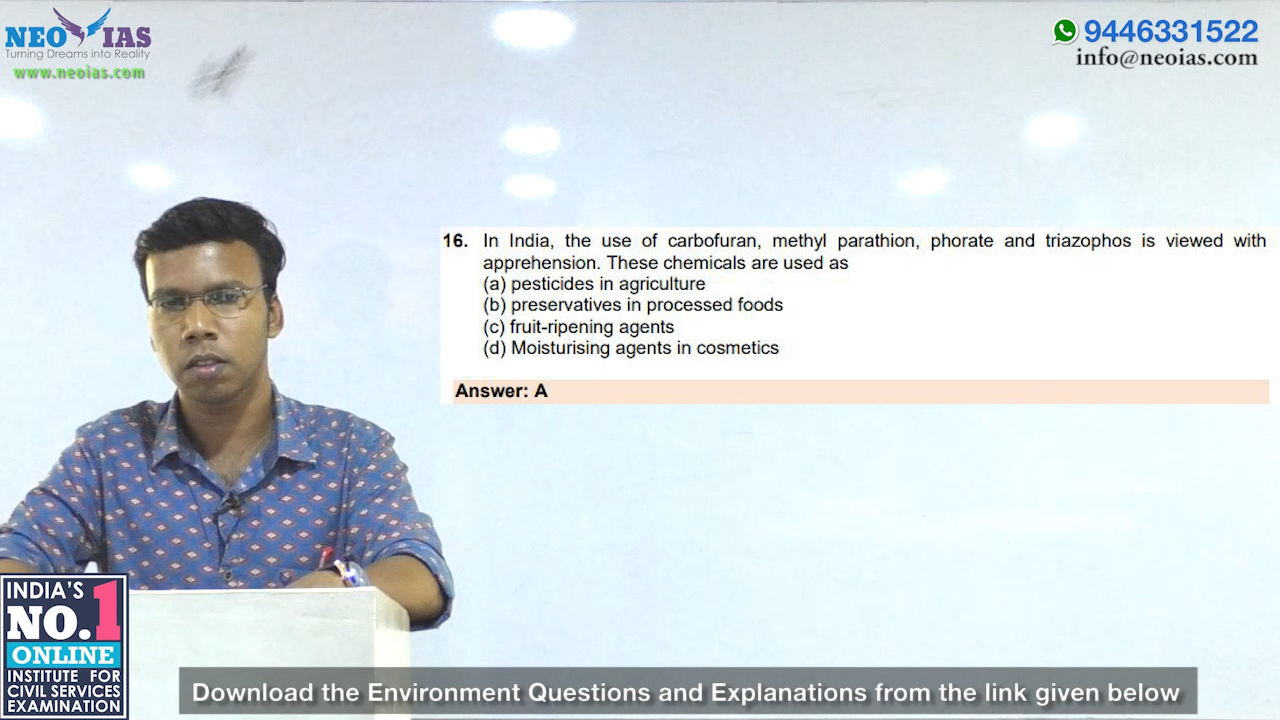 NEO IAS
Turning Dreams into Reality
www.neoias.com
9446331522
info@neoias.com
16. In India, the use of carbofuran, methyl parathion, phorate and triazophos is viewed with
apprehension. These chemicals are used as
(a) pesticides in agriculture
(b) preservatives in processed foods
(c) fruit-ripening agents
(d) Moisturising agents in cosmetics
Answer: A
INDIA'S
NO.1
ONLINE
INSTITUTE FOR
CIVIL SERVICES
EXAMINATION
Download the Environment Questions and Explanations from the link given below